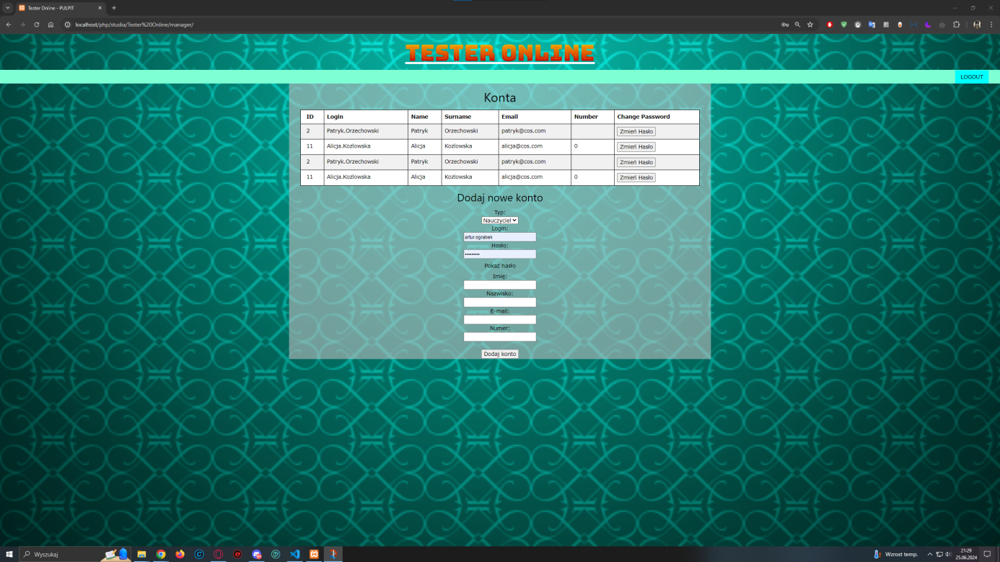 Tester Online - PULPIT
localhost/php/studia/Tester%20Online/manager/
TESTER ONLINE
LOGOUT
Konta
ID Login Name Surname Email Number Change Password
2 Patryk.Orzechowski Patryk Orzechowski patryk@cos.com Zmień Hasło
11 Alicja.Kozlowska Alicja Kozlowska alicja@cos.com 0 Zmień Hasło
2 Patryk.Orzechowski Patryk Orzechowski patryk@cos.com Zmień Hasło
11 Alicja.Kozlowska Alicja Kozlowska alicja@cos.com 0 Zmień Hasło
Dodaj nowe konto
Typ:
Nauczyciel
Login:
artur.ograbek
Hasło:
•••••••••
Pokaż hasło
Imię:
Nazwisko:
E-mail:
Numer:
Dodaj konto
Wyszukaj
Wzrost temp.
21:29
25.06.2024